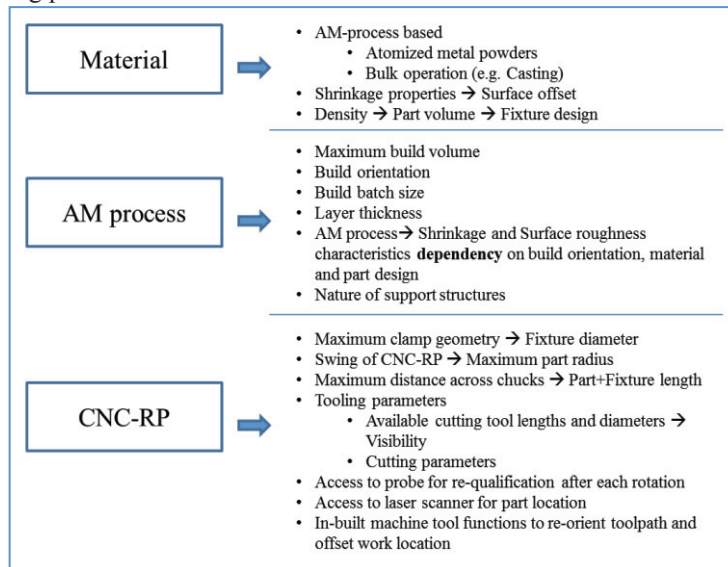 Material
• AM-process based
• Atomized metal powders
• Bulk operation (e.g. Casting)
• Shrinkage properties → Surface offset
• Density → Part volume → Fixture design
AM process
• Maximum build volume
• Build orientation
• Build batch size
• Layer thickness
• AM process→ Shrinkage and Surface roughness
characteristics dependency on build orientation, material
and part design
• Nature of support structures
CNC-RP
• Maximum clamp geometry → Fixture diameter
• Swing of CNC-RP → Maximum part radius
• Maximum distance across chucks → Part+Fixture length
• Tooling parameters
• Available cutting tool lengths and diameters →
Visibility
• Cutting parameters
• Access to probe for re-qualification after each rotation
• Access to laser scanner for part location
• In-built machine tool functions to re-orient toolpath and
offset work location